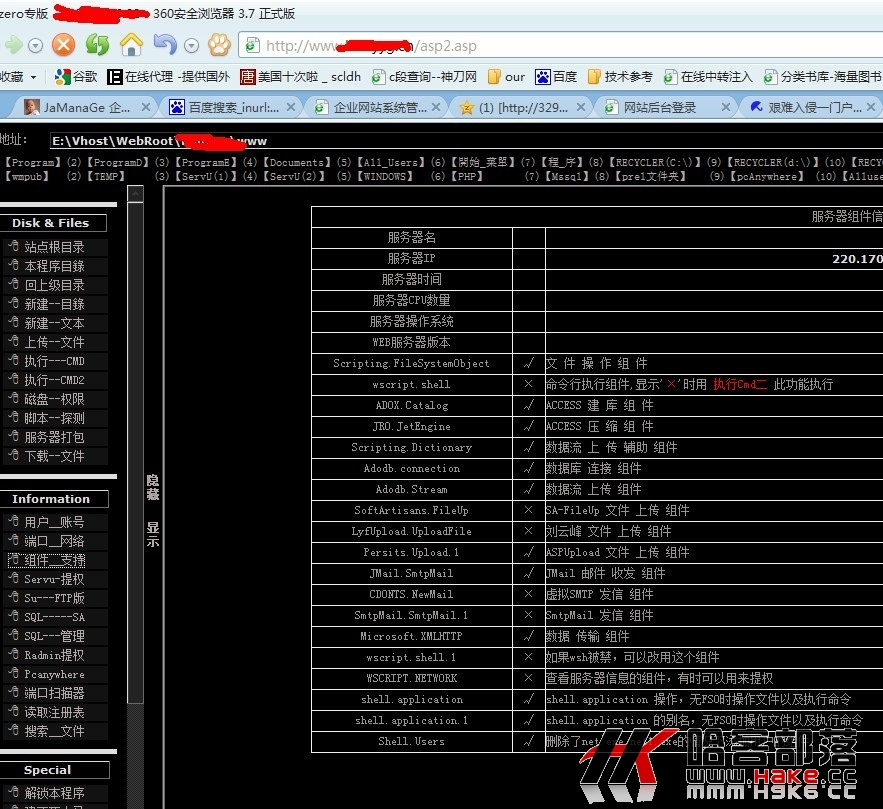 zero专版 360安全浏览器 3.7 正式版
http://www. /asp2.asp
收藏 谷歌 在线代理 -提供国外 美国十次啦 _ scldh c段查询--神刀网 our 百度 技术参考 在线中转注入 分类书库-海量图书
JaManaGe 企... 百度搜索_inurl:... 企业网站系统管... (1) [http://329... 网站后台登录 艰难入侵一门户...
地址: E:\Vhost\WebRoot\ www
【Program】(2)【ProgramD】(3)【ProgramE】(4)【Documents】(5)【All_Users】(6)【開始_菜單】(7)【程_序】(8)【RECYCLER(C:\)】(9)【RECYCLER(d:\)】(10)【RECY
【wmpub】 (2)【TEMP】 (3)【ServU(1)】(4)【ServU(2)】 (5)【WINDOWS】 (6)【PHP】 (7)【Mssql】(8)【prel文件夹】 (9)【pcAnywhere】 (10)【Alluse
Disk & Files
站点根目录
本程序目錄
回上级目录
新建--目錄
新建--文本
上传--文件
执行---CMD
执行--CMD2
磁盘--权限
脚本--探测
服务器打包
下载--文件
Information
用户__账号
端口__网络
组件__支持
Servu-提权
Su---FTP版
SQL-----SA
SQL---管理
Radmin提权
Pcanywhere
端口扫描器
读取注册表
搜索__文件
Special
解锁本程序
隐藏 显示
服务器组件信
服务器名
服务器IP 220.170
服务器时间
服务器CPU数量
服务器操作系统
WEB服务器版本
Scripting.FileSystemObject √ 文 件 操 作 组 件
wscript.shell × 命令行执行组件,显示'×'时用 执行Cmd二 此功能执行
ADOX.Catalog √ ACCESS 建 库 组 件
JRO.JetEngine √ ACCESS 压 缩 组 件
Scripting.Dictionary √ 数据流 上 传 辅助 组件
Adodb.connection √ 数据库 连接 组件
Adodb.Stream √ 数据流 上传 组件
SoftArtisans.FileUp × SA-FileUp 文件 上传 组件
LyfUpload.UploadFile × 刘云峰 文件 上传 组件
Persits.Upload.1 √ ASPUpload 文件 上传 组件
JMail.SmtpMail √ JMail 邮件 收发 组件
CDONTS.NewMail × 虚拟SMTP 发信 组件
SmtpMail.SmtpMail.1 × SmtpMail 发信 组件
Microsoft.XMLHTTP √ 数据 传输 组件
wscript.shell.1 × 如果wsh被禁，可以改用这个组件
WSCRIPT.NETWORK × 查看服务器信息的组件，有时可以用来提权
shell.application √ shell.application 操作，无FSO时操作文件以及执行命令
shell.application.1 √ shell.application 的别名，无FSO时操作文件以及执行命令
Shell.Users √ 删除了net
哈客部落
www.Hake.cc